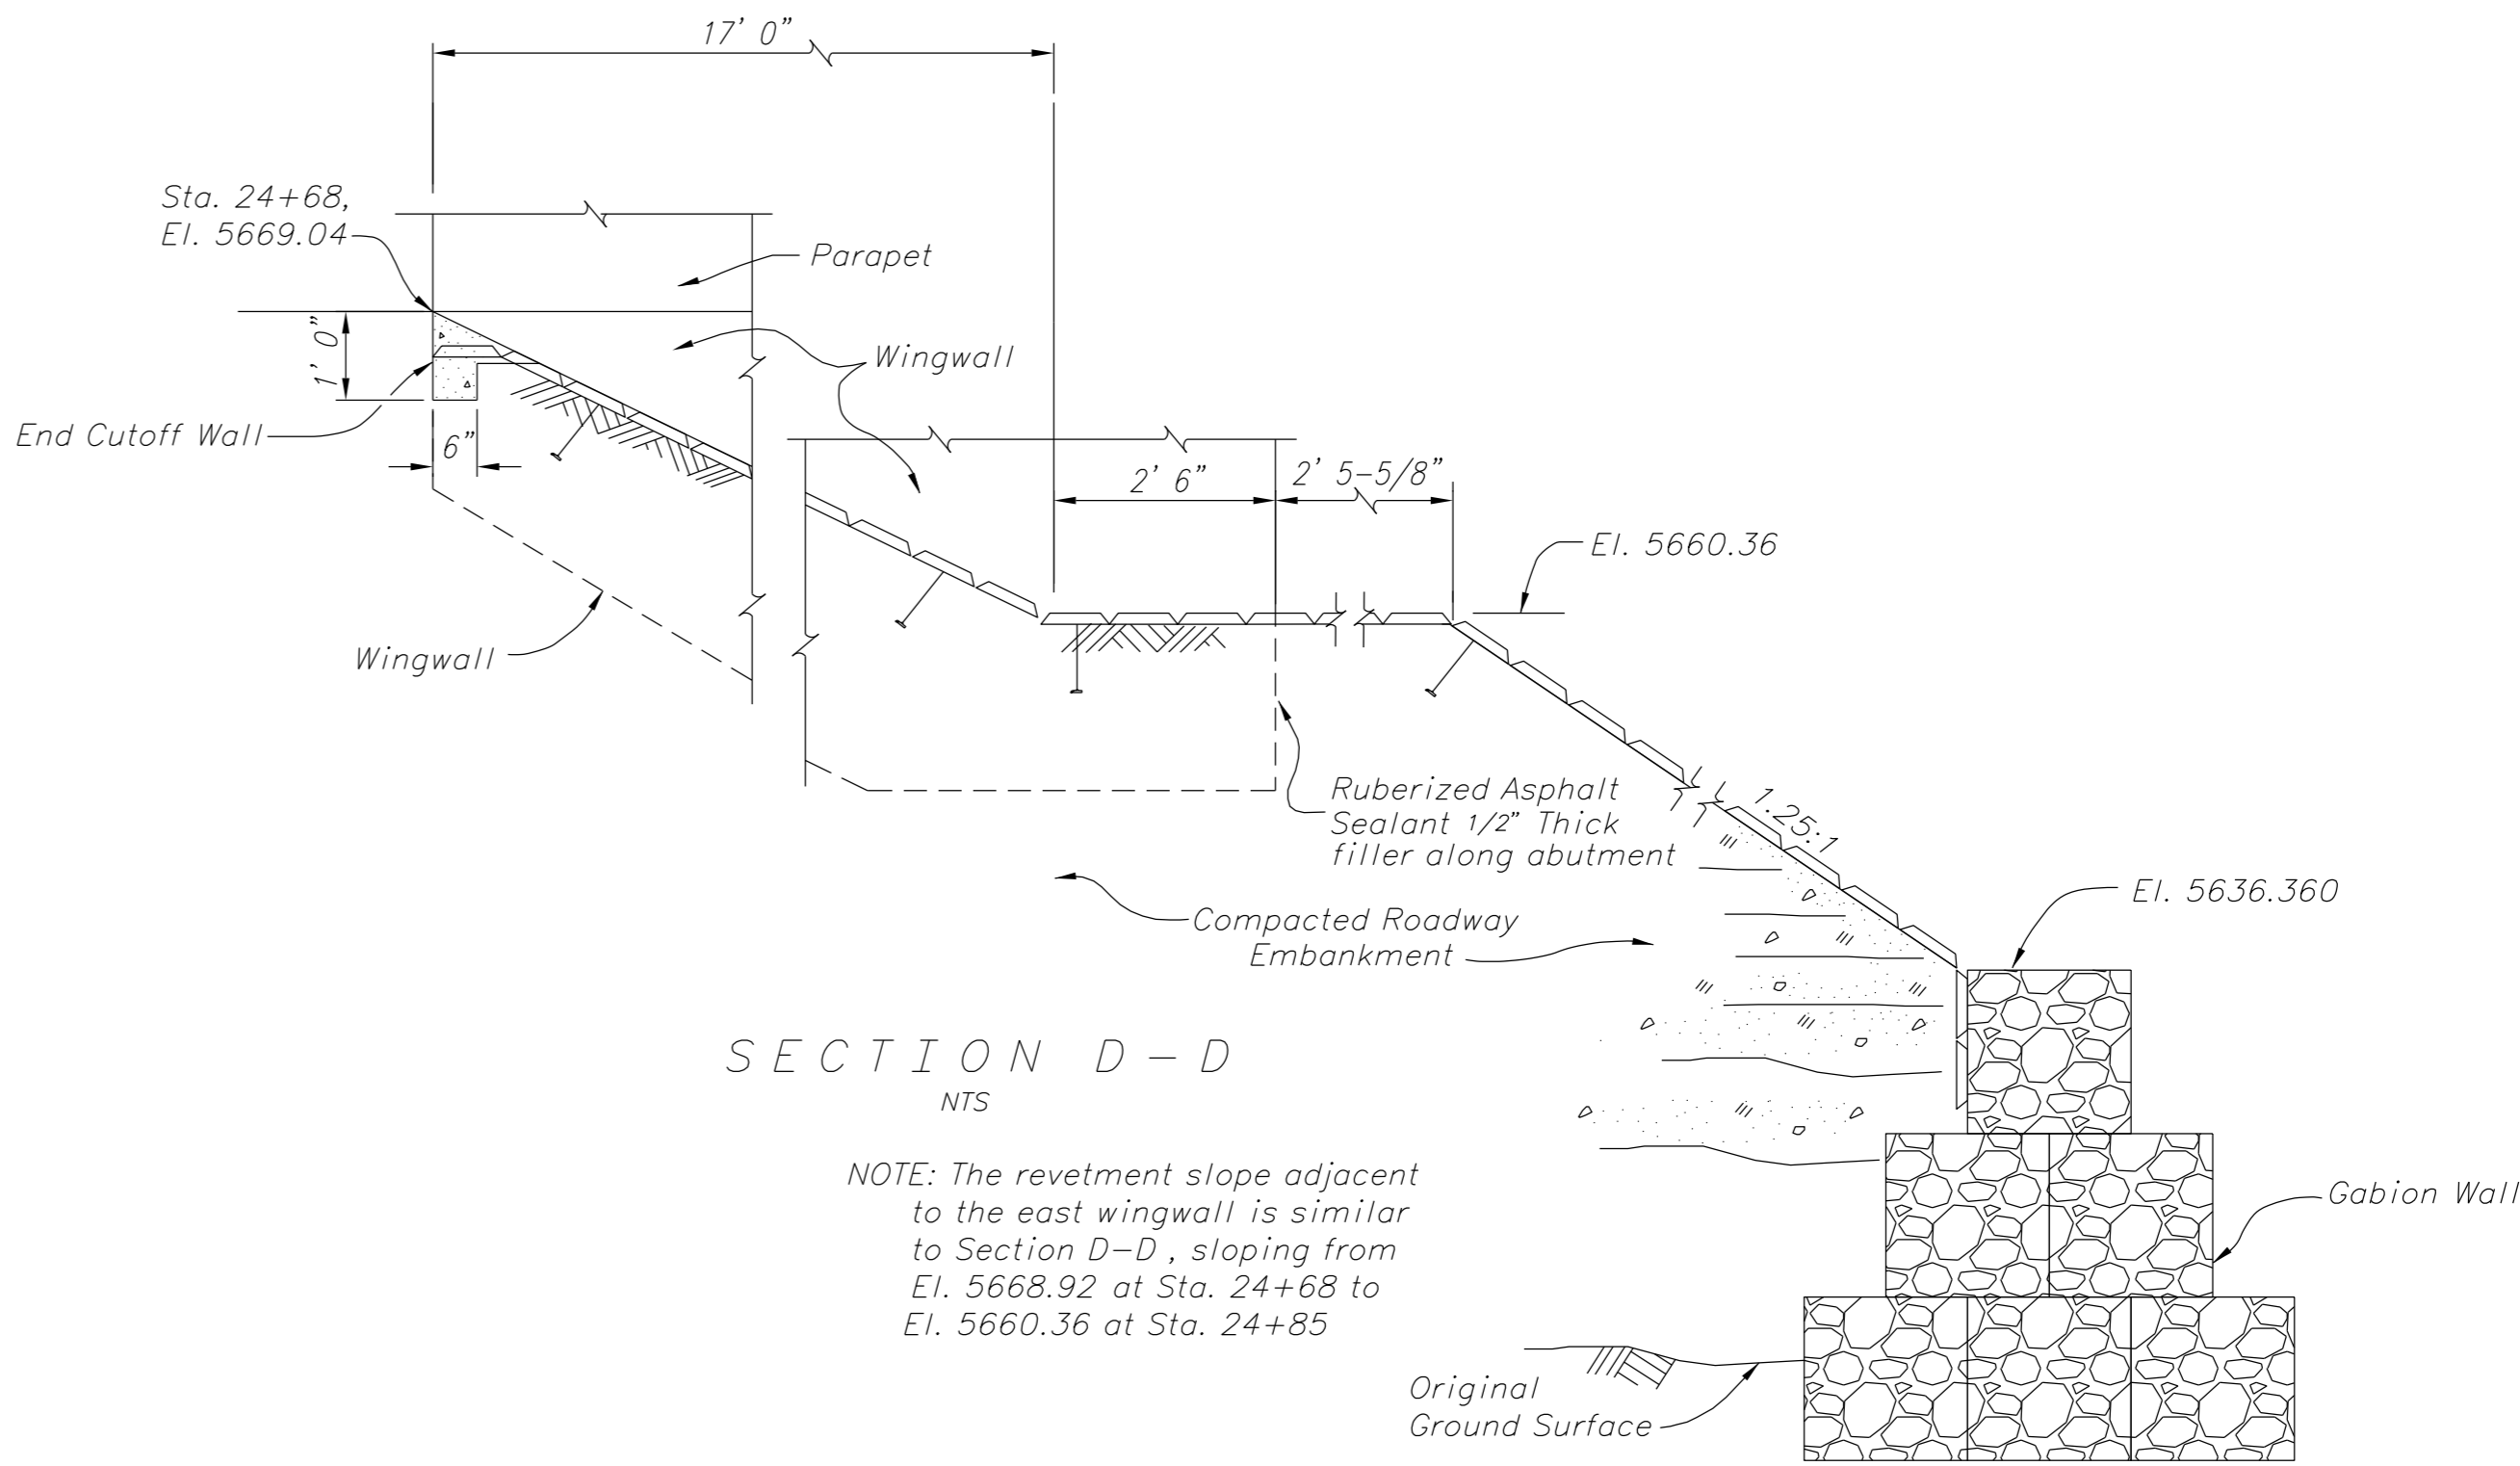 17' 0"
Sta. 24+68,
El. 5669.04
Parapet
1' 0"
Wingwall
End Cutoff Wall
6"
2' 6"
2' 5-5/8"
El. 5660.36
Wingwall
Ruberized Asphalt
Sealant 1/2" Thick
filler along abutment
1.25:1
El. 5636.360
Compacted Roadway
Embankment
SECTION D-D
NTS
NOTE: The revetment slope adjacent
to the east wingwall is similar
to Section D-D , sloping from
El. 5668.92 at Sta. 24+68 to
El. 5660.36 at Sta. 24+85
Gabion Wall
Original
Ground Surface